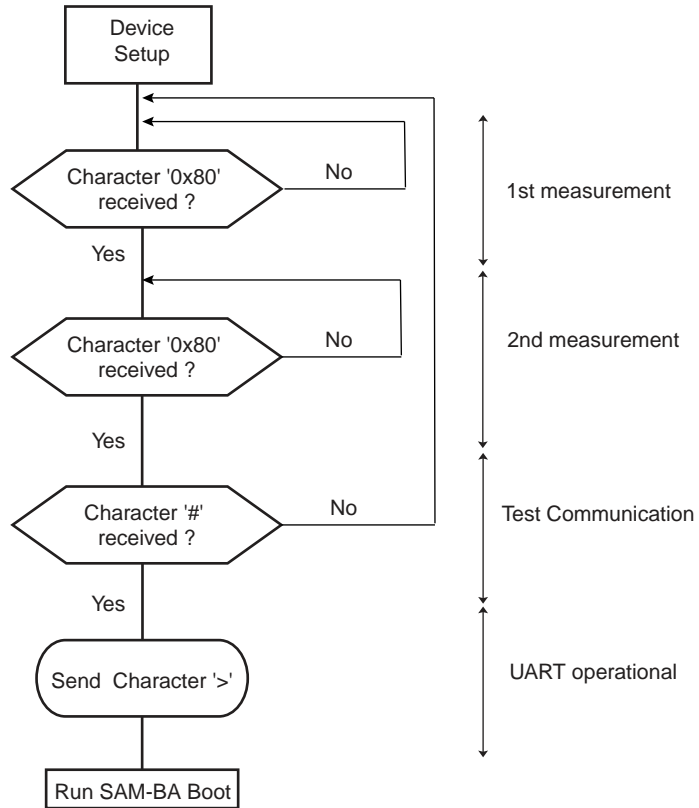 Device
Setup
Character '0x80'
received ?
No
1st measurement
Yes
Character '0x80'
received ?
No
2nd measurement
Yes
Character '#'
received ?
No
Test Communication
Yes
Send Character '>'
UART operational
Run SAM-BA Boot